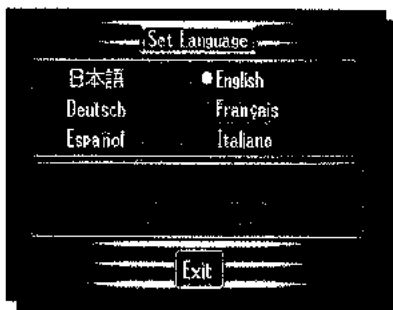 Set Language
日本語 English
Deutsch Français
Español Italiano
Exit